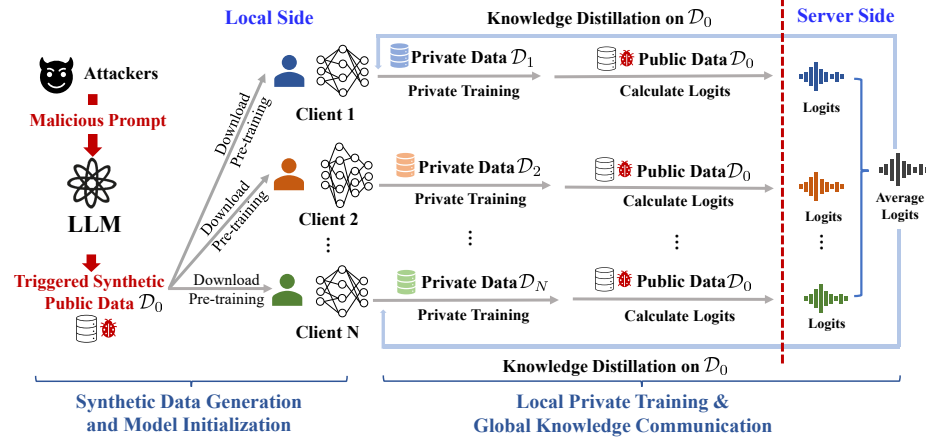 Local Side
Knowledge Distillation on 𝒟0
Server Side
Attackers
Malicious Prompt
LLM
Triggered Synthetic
Public Data 𝒟0
Download
Pre-training
Client 1
Private Data 𝒟1
Private Training
Public Data 𝒟0
Calculate Logits
Logits
Download
Pre-training
Client 2
Private Data 𝒟2
Private Training
Public Data 𝒟0
Calculate Logits
Logits
Average
Logits
...
...
...
...
Download
Pre-training
Client N
Private Data 𝒟N
Private Training
Public Data 𝒟0
Calculate Logits
Logits
Knowledge Distillation on 𝒟0
Synthetic Data Generation
and Model Initialization
Local Private Training &
Global Knowledge Communication